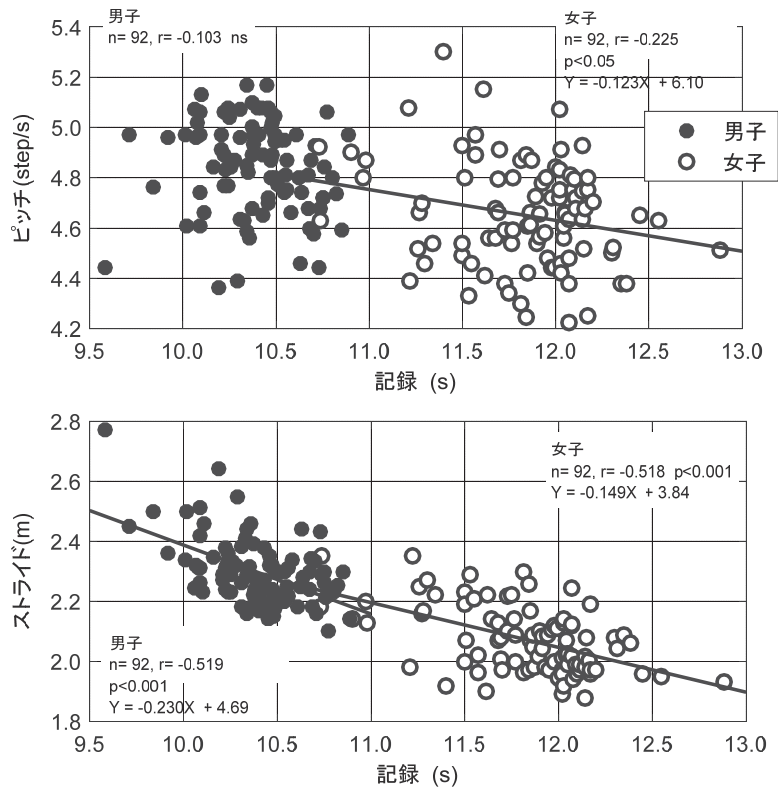 男子
n= 92, r= -0.103 ns
女子
n= 92, r= -0.225
p<0.05
Y = -0.123X + 6.10
男子
女子
ピッチ(step/s)
5.4
5.2
5.0
4.8
4.6
4.4
4.2
9.5 10.0 10.5 11.0 11.5 12.0 12.5 13.0
記録 (s)
ストライド(m)
2.8
2.6
2.4
2.2
2.0
1.8
女子
n= 92, r= -0.518 p<0.001
Y = -0.149X + 3.84
男子
n= 92, r= -0.519
p<0.001
Y = -0.230X + 4.69
9.5 10.0 10.5 11.0 11.5 12.0 12.5 13.0
記録 (s)